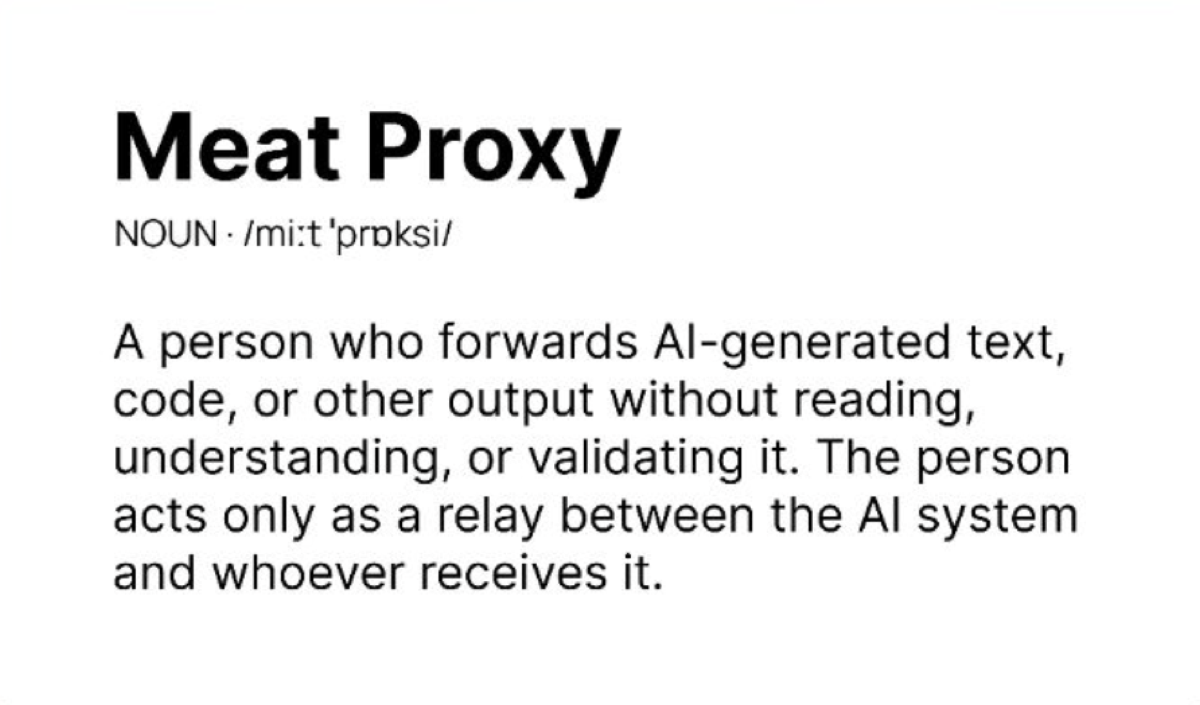 Meat Proxy
NOUN · /miːt ˈprɒksi/
A person who forwards AI-generated text,
code, or other output without reading,
understanding, or validating it. The person
acts only as a relay between the AI system
and whoever receives it.